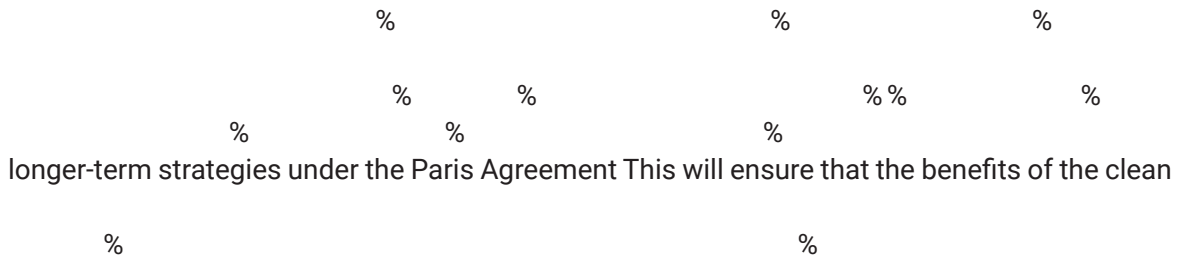 % % %
% % % % %
% % %
longer-term strategies under the Paris Agreement This will ensure that the benefits of the clean
% %